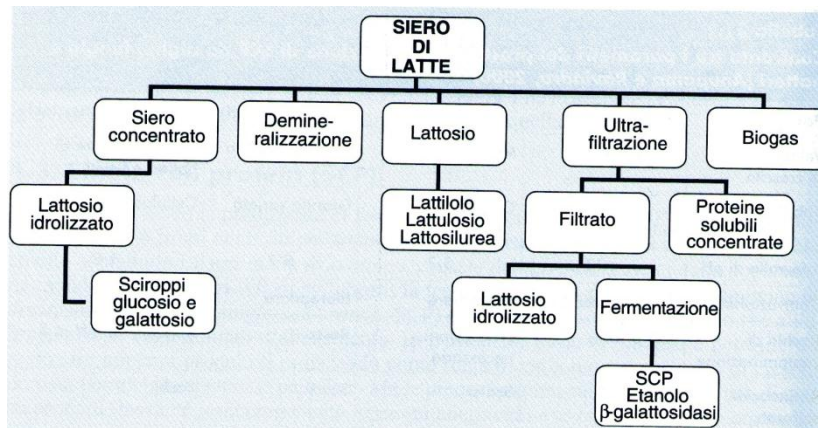 SIERO
DI
LATTE
Siero
concentrato
Demine-
ralizzazione
Lattosio
Ultra-
filtrazione
Biogas
Lattosio
idrolizzato
Lattilolo
Lattulosio
Lattosilurea
Filtrato
Proteine
solubili
concentrate
Sciroppi
glucosio e
galattosio
Lattosio
idrolizzato
Fermentazione
SCP
Etanolo
β-galattosidasi